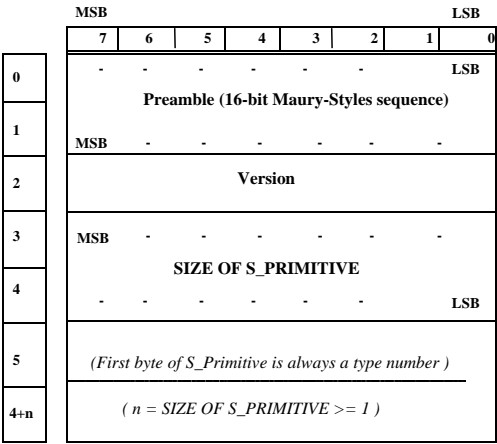 MSB LSB
7 6 5 4 3 2 1 0
0 - - - - - - LSB
Preamble (16-bit Maury-Styles sequence)
1 MSB - - - - - - -
2 Version
3 MSB - - - - - - -
SIZE OF S_PRIMITIVE
4 - - - - - - LSB
5 (First byte of S_Primitive is always a type number )
4+n ( n = SIZE OF S_PRIMITIVE >= 1 )